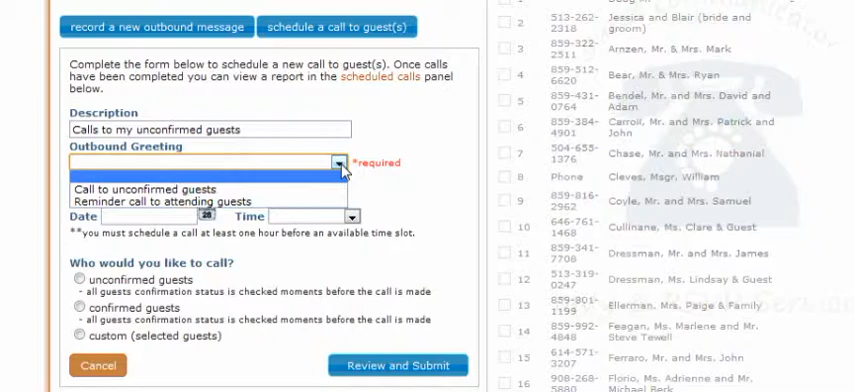 record a new outbound message
schedule a call to guest(s)
Complete the form below to schedule a new call to guest(s). Once calls
have been completed you can view a report in the scheduled calls panel
below.
Description
Calls to my unconfirmed guests
Outbound Greeting
*required
Call to unconfirmed guests
Reminder call to attending guests
Date
28
Time
**you must schedule a call at least one hour before an available time slot.
Who would you like to call?
unconfirmed guests
- all guests confirmation status is checked moments before the call is made
confirmed guests
- all guests confirmation status is checked moments before the call is made
custom (selected guests)
Cancel
Review and Submit
2
513-262-
2318
Jessica and Blair (bride and
groom)
3
859-322-
2511
Arnzen, Mr. & Mrs. Mark
4
859-512-
6620
Bear, Mr. & Mrs. Ryan
5
859-431-
0764
Bendel, Mr. and Mrs. David and
Adam
6
859-384-
4901
Carroll, Mr. and Mrs. Patrick and
John
7
504-655-
1376
Chase, Mr. and Mrs. Nathanial
8
Phone
Cleves, Msgr. William
9
859-816-
2962
Coyle, Mr. and Mrs. Samuel
10
646-761-
1468
Cullinane, Ms. Clare & Guest
11
859-341-
7708
Dressman, Mr. and Mrs. James
12
513-319-
0247
Dressman, Ms. Lindsay & Guest
13
859-801-
1199
Ellerman, Mrs. Paige & Family
14
859-992-
4848
Feagan, Ms. Marlene and Mr.
Steve Tewell
15
614-571-
3207
Ferraro, Mr. and Mrs. John
16
908-268-
5880
Florio, Ms. Adrienne and Mr.
Michael Berk